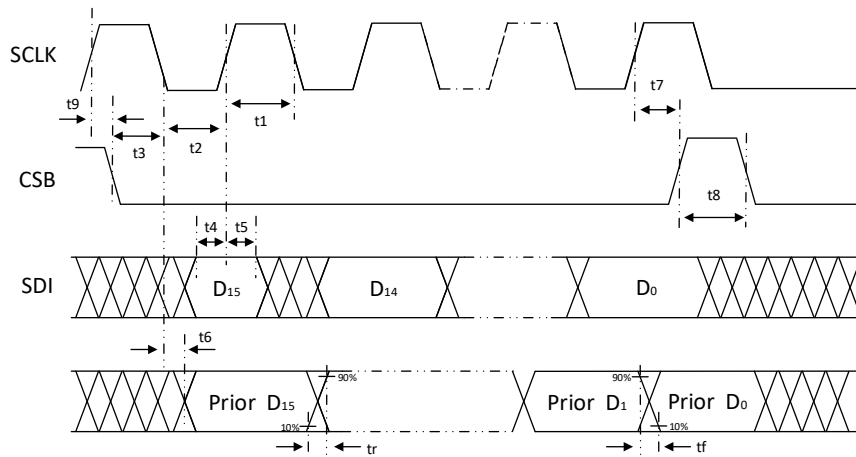 SCLK
t9
t3
t2
t1
t7
CSB
t8
t4
t5
SDI
D15
D14
D0
t6
90%
90%
Prior D15
Prior D1
Prior D0
10%
10%
tr
tf